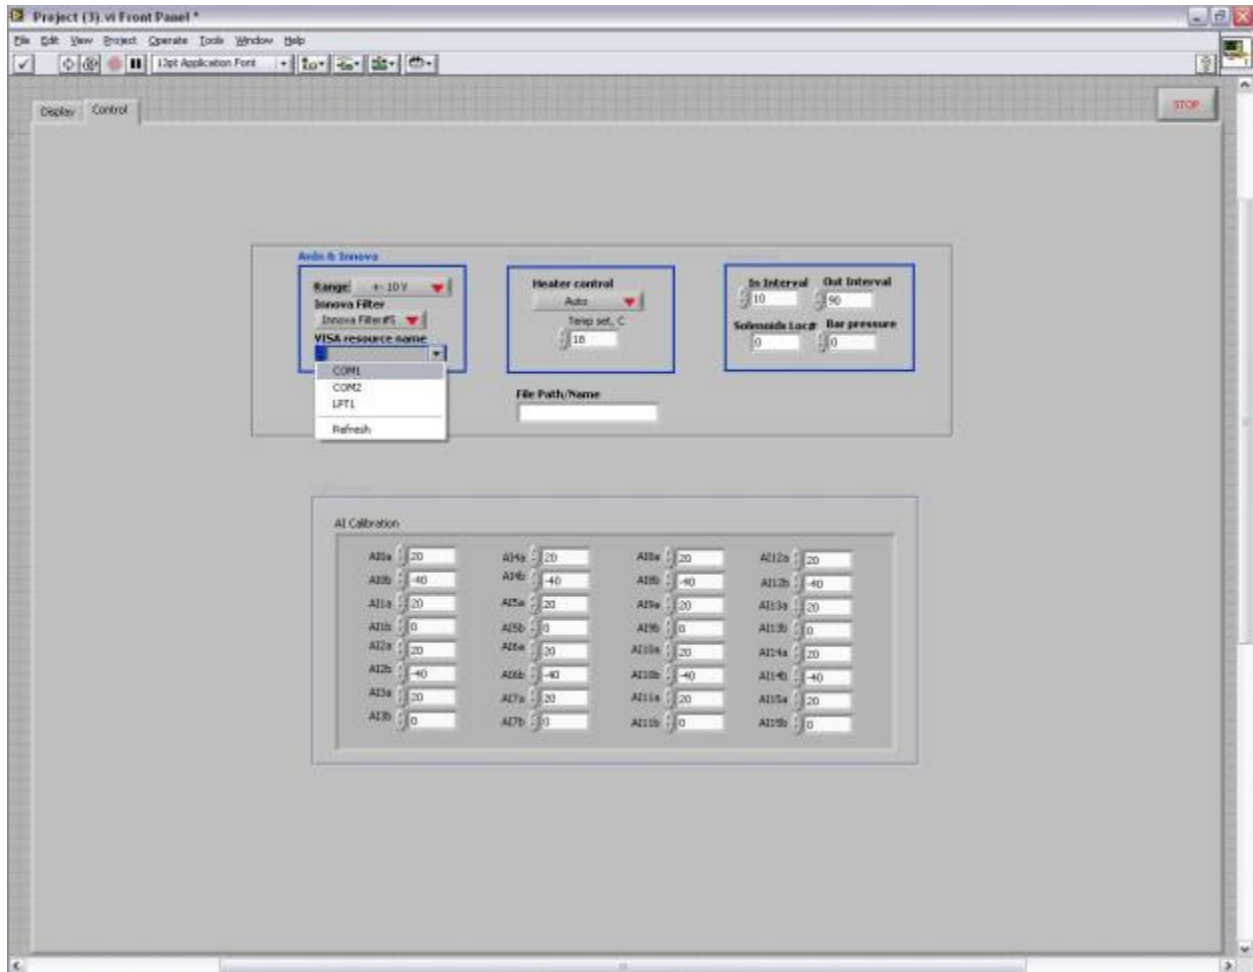 Project (3).vi Front Panel *
File Edit View Project Operate Tools Window Help
13pt Application Font
Display Control
STOP
Ardn & Innova
Range +- 10 V
Innova Filter
Innova Filter#5
VISA resource name
COM1
COM2
LPT1
Refresh
Heater control
Auto
Temp set, C
18
In Interval Out Interval
10 90
Solenoids Loc# Bar pressure
0 0
File Path/Name
AI Calibration
AI0a 20 AI4a 20 AI8a 20 AI12a 20
AI0b -40 AI4b -40 AI8b -40 AI12b -40
AI1a 20 AI5a 20 AI9a 20 AI13a 20
AI1b 0 AI5b 0 AI9b 0 AI13b 0
AI2a 20 AI6a 20 AI10a 20 AI14a 20
AI2b -40 AI6b -40 AI10b -40 AI14b -40
AI3a 20 AI7a 20 AI11a 20 AI15a 20
AI3b 0 AI7b 0 AI11b 0 AI15b 0